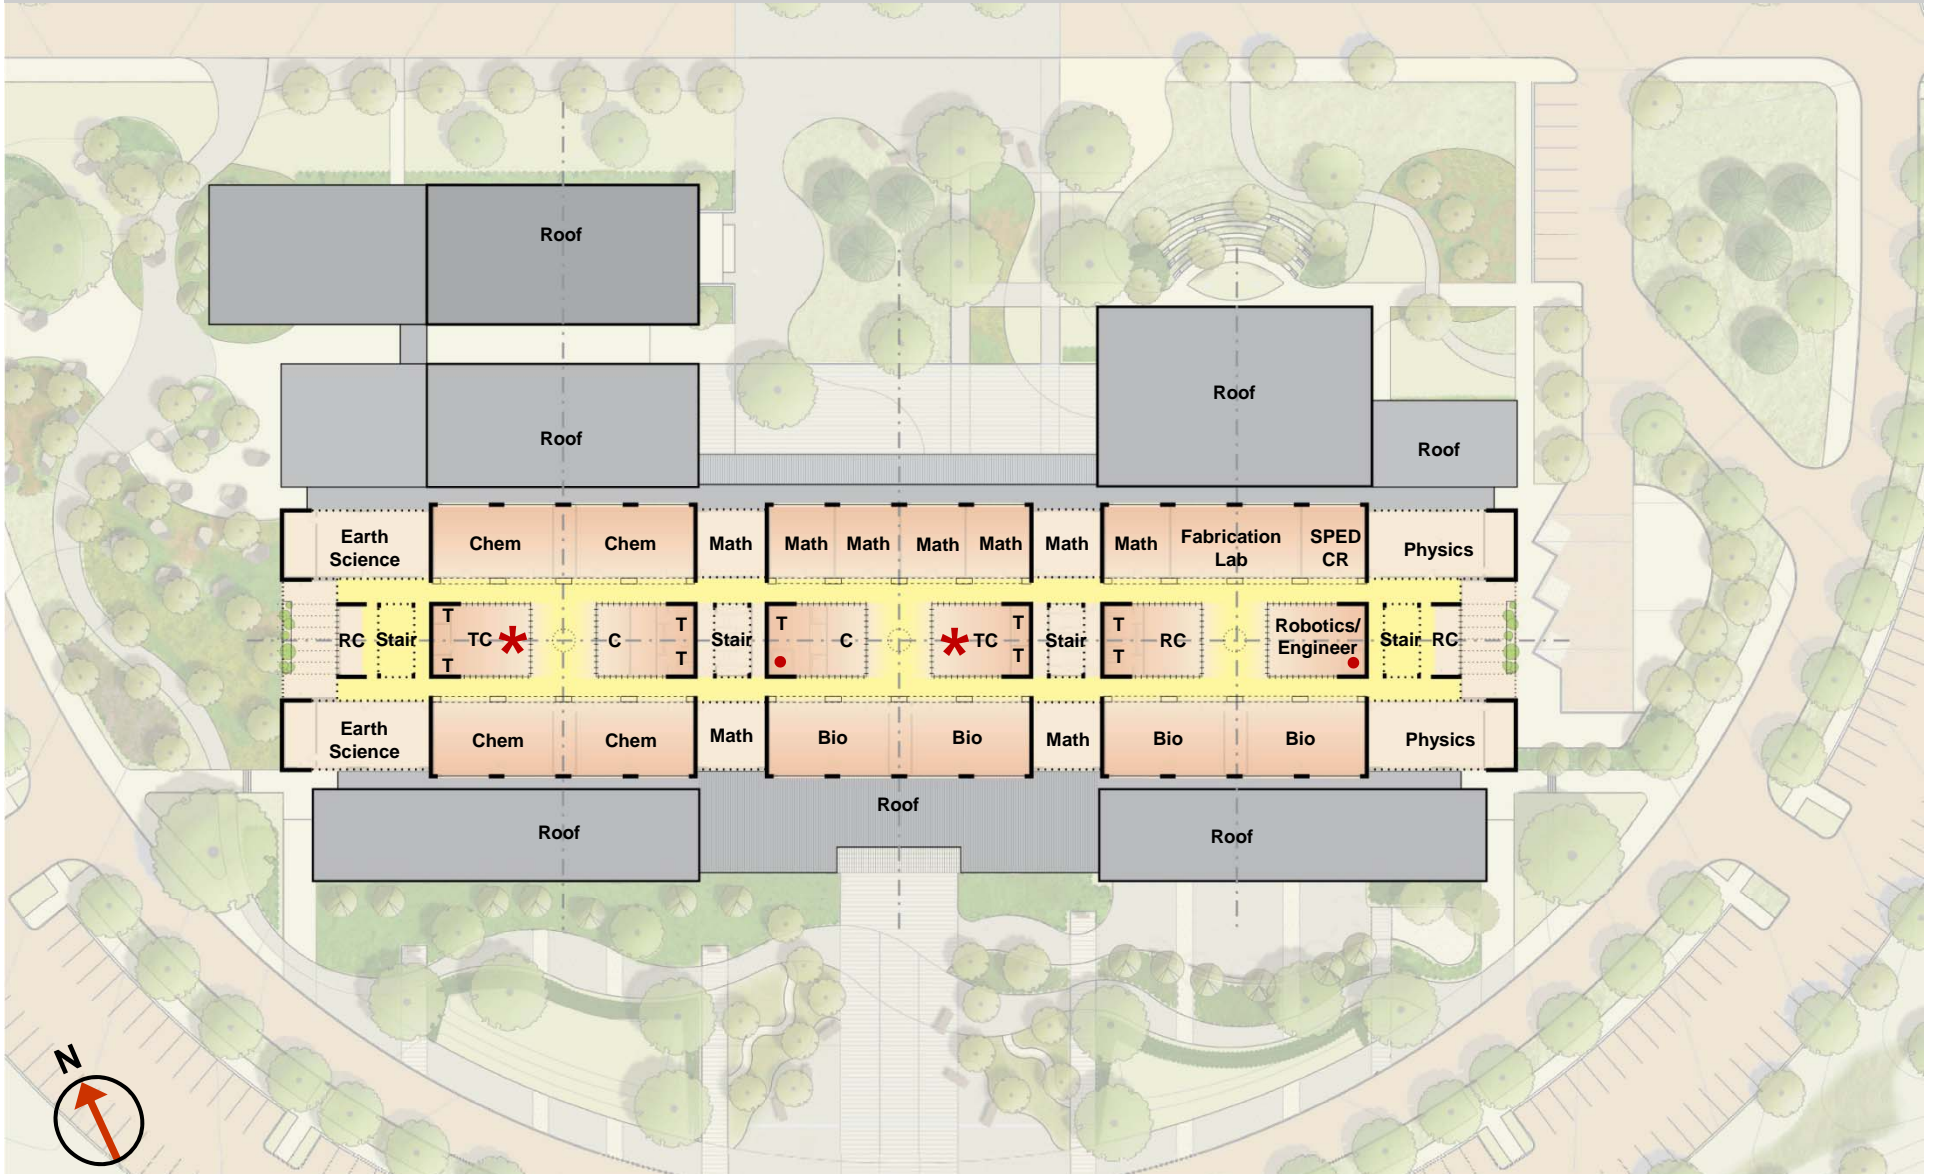 Roof
Roof
Roof
Roof
Earth
Science
Chem
Chem
Math
Math
Math
Math
Math
Math
Math
Fabrication
Lab
SPED
CR
Physics
RC
Stair
T
T
TC
*
C
T
T
Stair
T
C
* TC
T
T
Stair
T
T
RC
Robotics/
Engineer
Stair
RC
Earth
Science
Chem
Chem
Math
Bio
Bio
Math
Bio
Bio
Physics
Roof
Roof
Roof
N